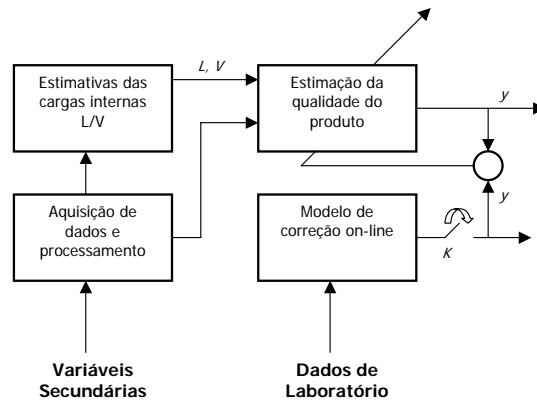 Estimativas das
cargas internas
L/V
L, V
Estimação da
qualidade do
produto
y
Aquisição de
dados e
processamento
Modelo de
correção on-line
K
y
Variáveis
Secundárias
Dados de
Laboratório